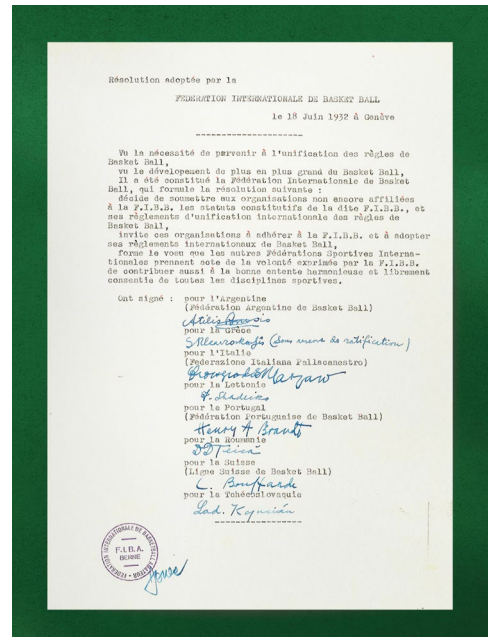 Résolution adoptée par la
FEDERATION INTERNATIONALE DE BASKET BALL
le 18 Juin 1932 à Genève
Vu la nécessité de parvenir à l'unification des règles de
Basket Ball,
vu le dévelopement de plus en plus grand du Basket Ball,
Il a été constitué la Fédération Internationale de Basket
Ball, qui formule la résolution suivante :
décide de soumettre aux organisations non encore affiliées
à la F.I.B.B. les statuts constitutifs de la dite F.I.B.B., et
ses règlements d'unification internationale des règles de
Basket Ball,
invite ces organisations à adhérer à la F.I.B.B. et à adopter
ses règlements internationaux de Basket Ball,
forme le voeu que les autres Fédérations Sportives Interna-
tionales prennent acte de la volonté exprimée par la F.I.B.B.
de contribuer aussi à la bonne entente harmonieuse et librement
consentie de toutes les disciplines sportives.
Ont signé : pour l'Argentine
(Fédération Argentine de Basket Ball)
pour la Grèce
(Sous réserve de ratification)
pour l'Italie
(Federazione Italiana Pallacanestro)
pour la Lettonie
pour le Portugal
(Fédération Portugaise de Basket Ball)
Henry A Brandt
pour la Roumanie
pour la Suisse
(Ligue Suisse de Basket Ball)
L. Bouffarde
pour la Tchécoslovaquie
Lad.
F.I.B.A.
BERNE
Jones